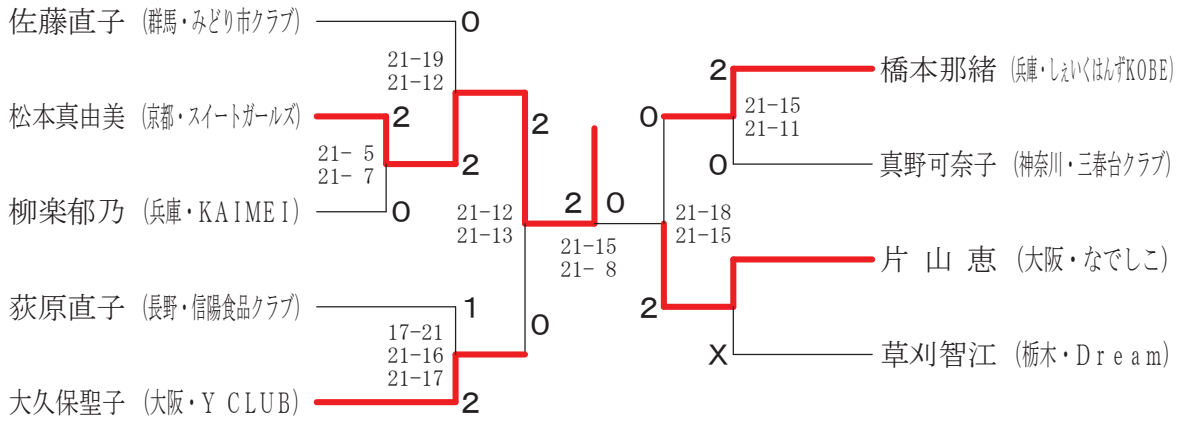 佐藤直子 (群馬・みどり市クラブ)
0
21-19
21-12
松本真由美 (京都・スイートガールズ)
2
2
21- 5
21- 7
2
柳楽郁乃 (兵庫・KAIMEI)
0
21-12
21-13
荻原直子 (長野・信陽食品クラブ)
1
0
17-21
21-16
21-17
大久保聖子 (大阪・Y CLUB)
2
2
0
21-15
21- 8
2
橋本那緒 (兵庫・しぇいくはんずKOBE)
0
21-15
21-11
0
真野可奈子 (神奈川・三春台クラブ)
21-18
21-15
片山恵 (大阪・なでしこ)
2
X
草刈智江 (栃木・Dream)